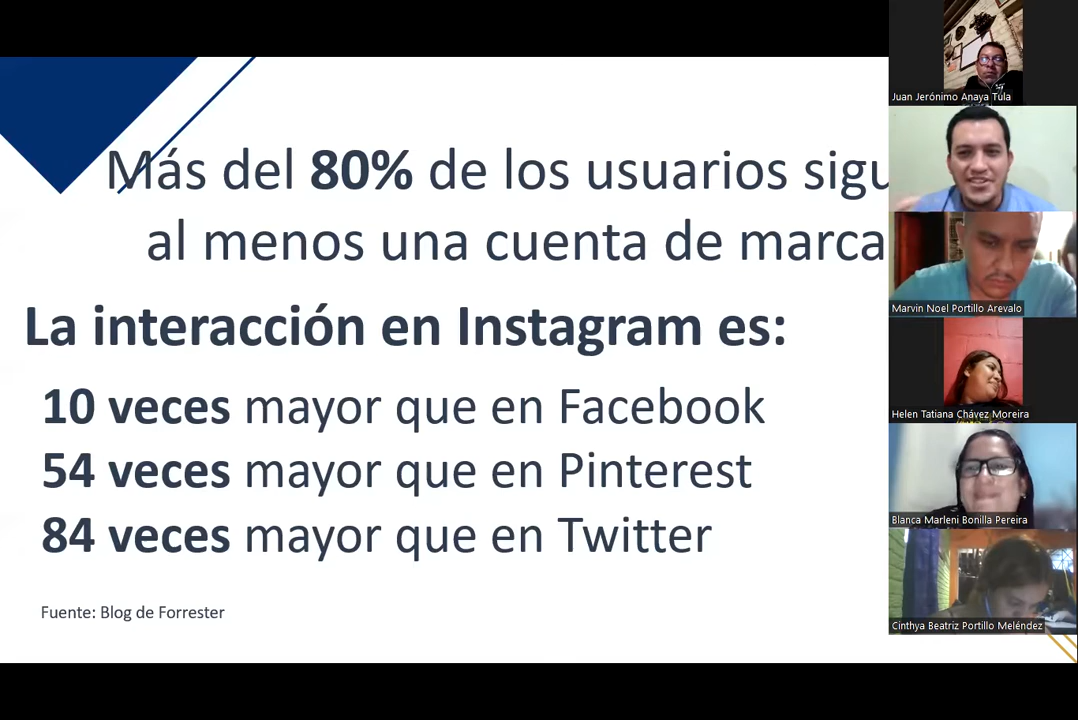 Más del 80% de los usuarios sigu
al menos una cuenta de marca
La interacción en Instagram es:
10 veces mayor que en Facebook
54 veces mayor que en Pinterest
84 veces mayor que en Twitter
Fuente: Blog de Forrester
Juan Jerónimo Anaya Tula
Marvin Noel Portillo Arevalo
Helen Tatiana Chávez Moreira
Blanca Marleni Bonilla Pereira
Cinthya Beatriz Portillo Meléndez